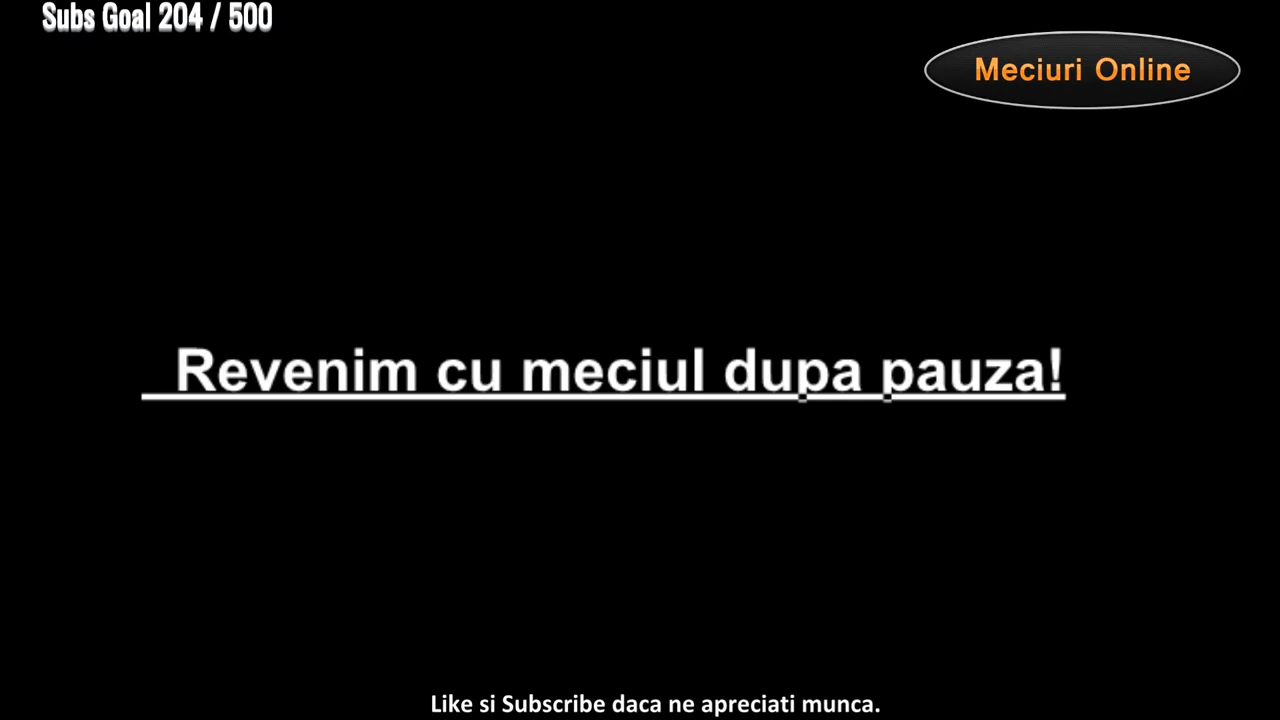 Subs Goal 204 / 500
Meciuri Online
Revenim cu meciul dupa pauza!
Like si Subscribe daca ne apreciati munca.